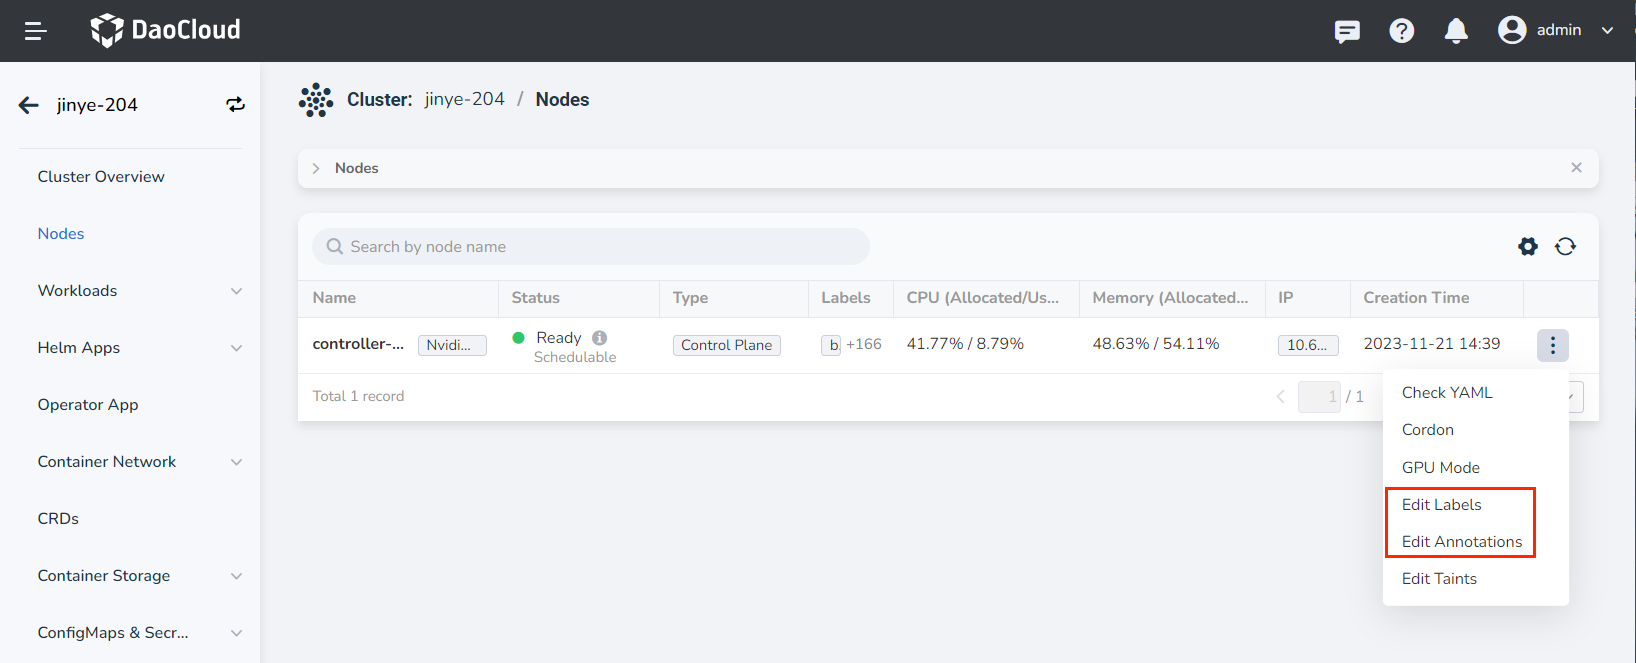 DaoCloud
admin
jinye-204
Cluster Overview
Nodes
Workloads
Helm Apps
Operator App
Container Network
CRDs
Container Storage
ConfigMaps & Secr...
Cluster: jinye-204 / Nodes
Nodes
Search by node name
Name Status Type Labels CPU (Allocated/Us... Memory (Allocated... IP Creation Time
controller-... Nvidi... Ready Control Plane b +166 41.77% / 8.79% 48.63% / 54.11% 10.6... 2023-11-21 14:39
Schedulable
Total 1 record 1 / 1
Check YAML
Cordon
GPU Mode
Edit Labels
Edit Annotations
Edit Taints